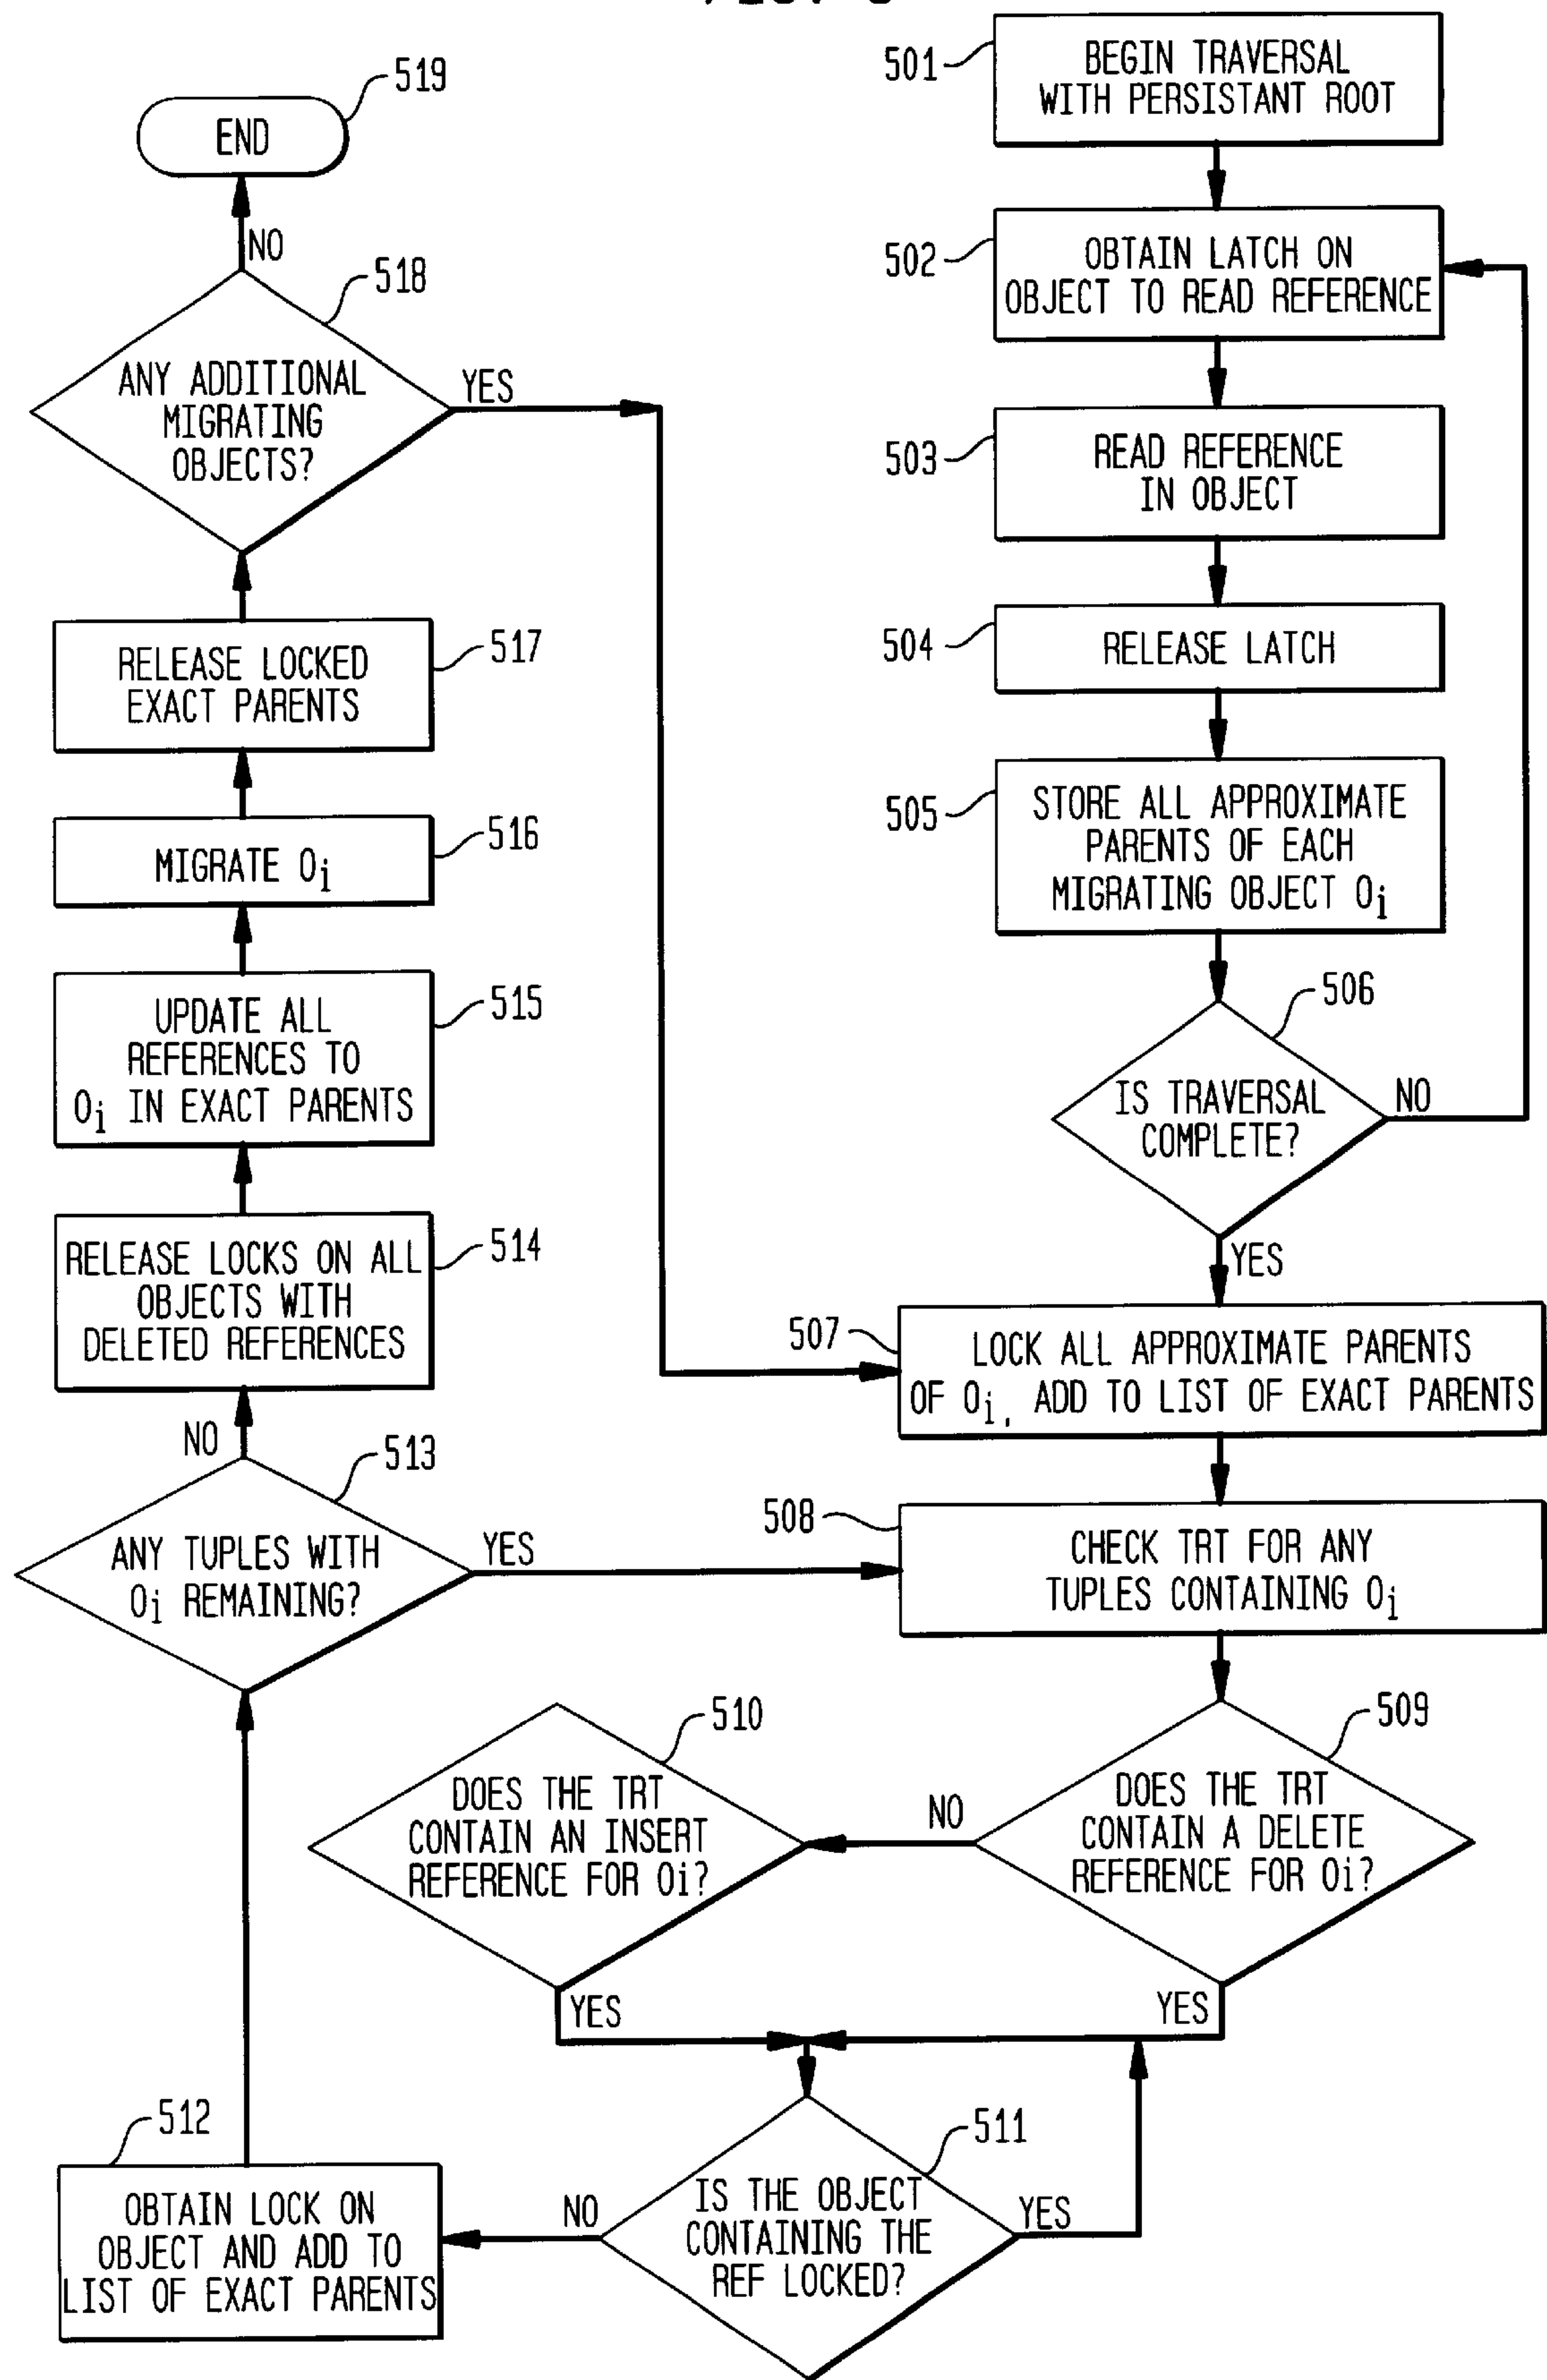 501
BEGIN TRAVERSAL
WITH PERSISTANT ROOT
502
OBTAIN LATCH ON
OBJECT TO READ REFERENCE
503
READ REFERENCE
IN OBJECT
504
RELEASE LATCH
505
STORE ALL APPROXIMATE
PARENTS OF EACH
MIGRATING OBJECT Oi
506
IS TRAVERSAL
COMPLETE?
NO
YES
507
LOCK ALL APPROXIMATE PARENTS
OF Oi, ADD TO LIST OF EXACT PARENTS
508
CHECK TRT FOR ANY
TUPLES CONTAINING Oi
509
DOES THE TRT
CONTAIN A DELETE
REFERENCE FOR Oi?
NO
YES
510
DOES THE TRT
CONTAIN AN INSERT
REFERENCE FOR Oi?
YES
511
IS THE OBJECT
CONTAINING THE
REF LOCKED?
YES
NO
512
OBTAIN LOCK ON
OBJECT AND ADD TO
LIST OF EXACT PARENTS
513
ANY TUPLES WITH
Oi REMAINING?
YES
NO
514
RELEASE LOCKS ON ALL
OBJECTS WITH
DELETED REFERENCES
515
UPDATE ALL
REFERENCES TO
Oi IN EXACT PARENTS
516
MIGRATE Oi
517
RELEASE LOCKED
EXACT PARENTS
518
ANY ADDITIONAL
MIGRATING
OBJECTS?
YES
NO
519
END